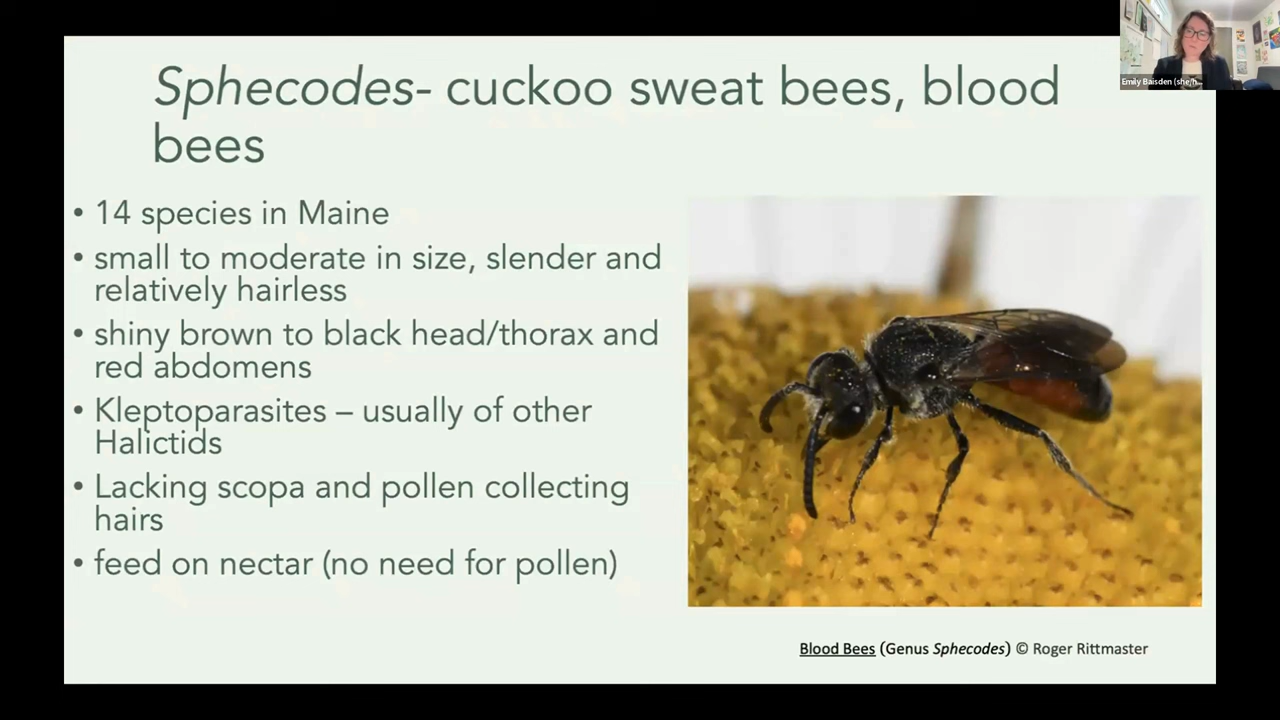 Sphecodes- cuckoo sweat bees, blood
bees
• 14 species in Maine
• small to moderate in size, slender and
relatively hairless
• shiny brown to black head/thorax and
red abdomens
• Kleptoparasites – usually of other
Halictids
• Lacking scopa and pollen collecting
hairs
• feed on nectar (no need for pollen)
Blood Bees (Genus Sphecodes) © Roger Rittmaster
Emily Baisden (she/h...